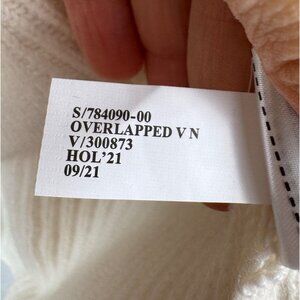 S/784090-00
OVERLAPPED V N
V/300873
HOL'21
09/21